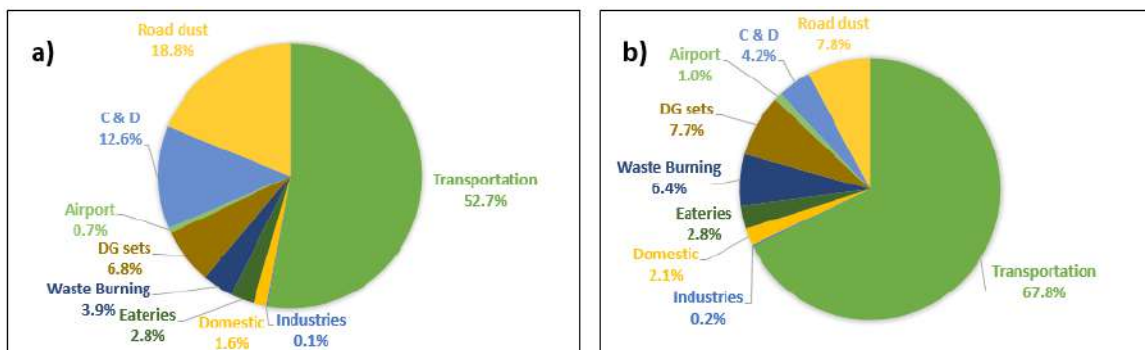 a)
Road dust
18.8%
C & D
12.6%
Airport
0.7%
DG sets
6.8%
Waste Burning
3.9%
Eateries
2.8%
Domestic
1.6%
Industries
0.1%
Transportation
52.7%
b)
Road dust
7.8%
C & D
4.2%
Airport
1.0%
DG sets
7.7%
Waste Burning
6.4%
Eateries
2.8%
Domestic
2.1%
Industries
0.2%
Transportation
67.8%